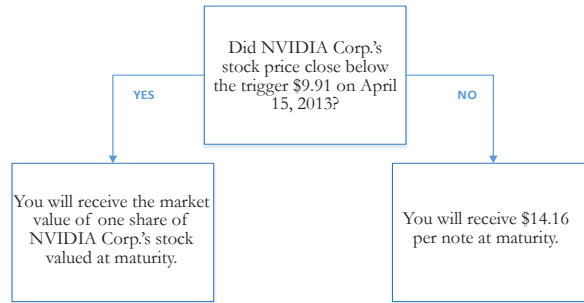 Did NVIDIA Corp.'s
stock price close below
the trigger $9.91 on April
15, 2013?
YES
NO
You will receive the market
value of one share of
NVIDIA Corp.'s stock
valued at maturity.
You will receive $14.16
per note at maturity.